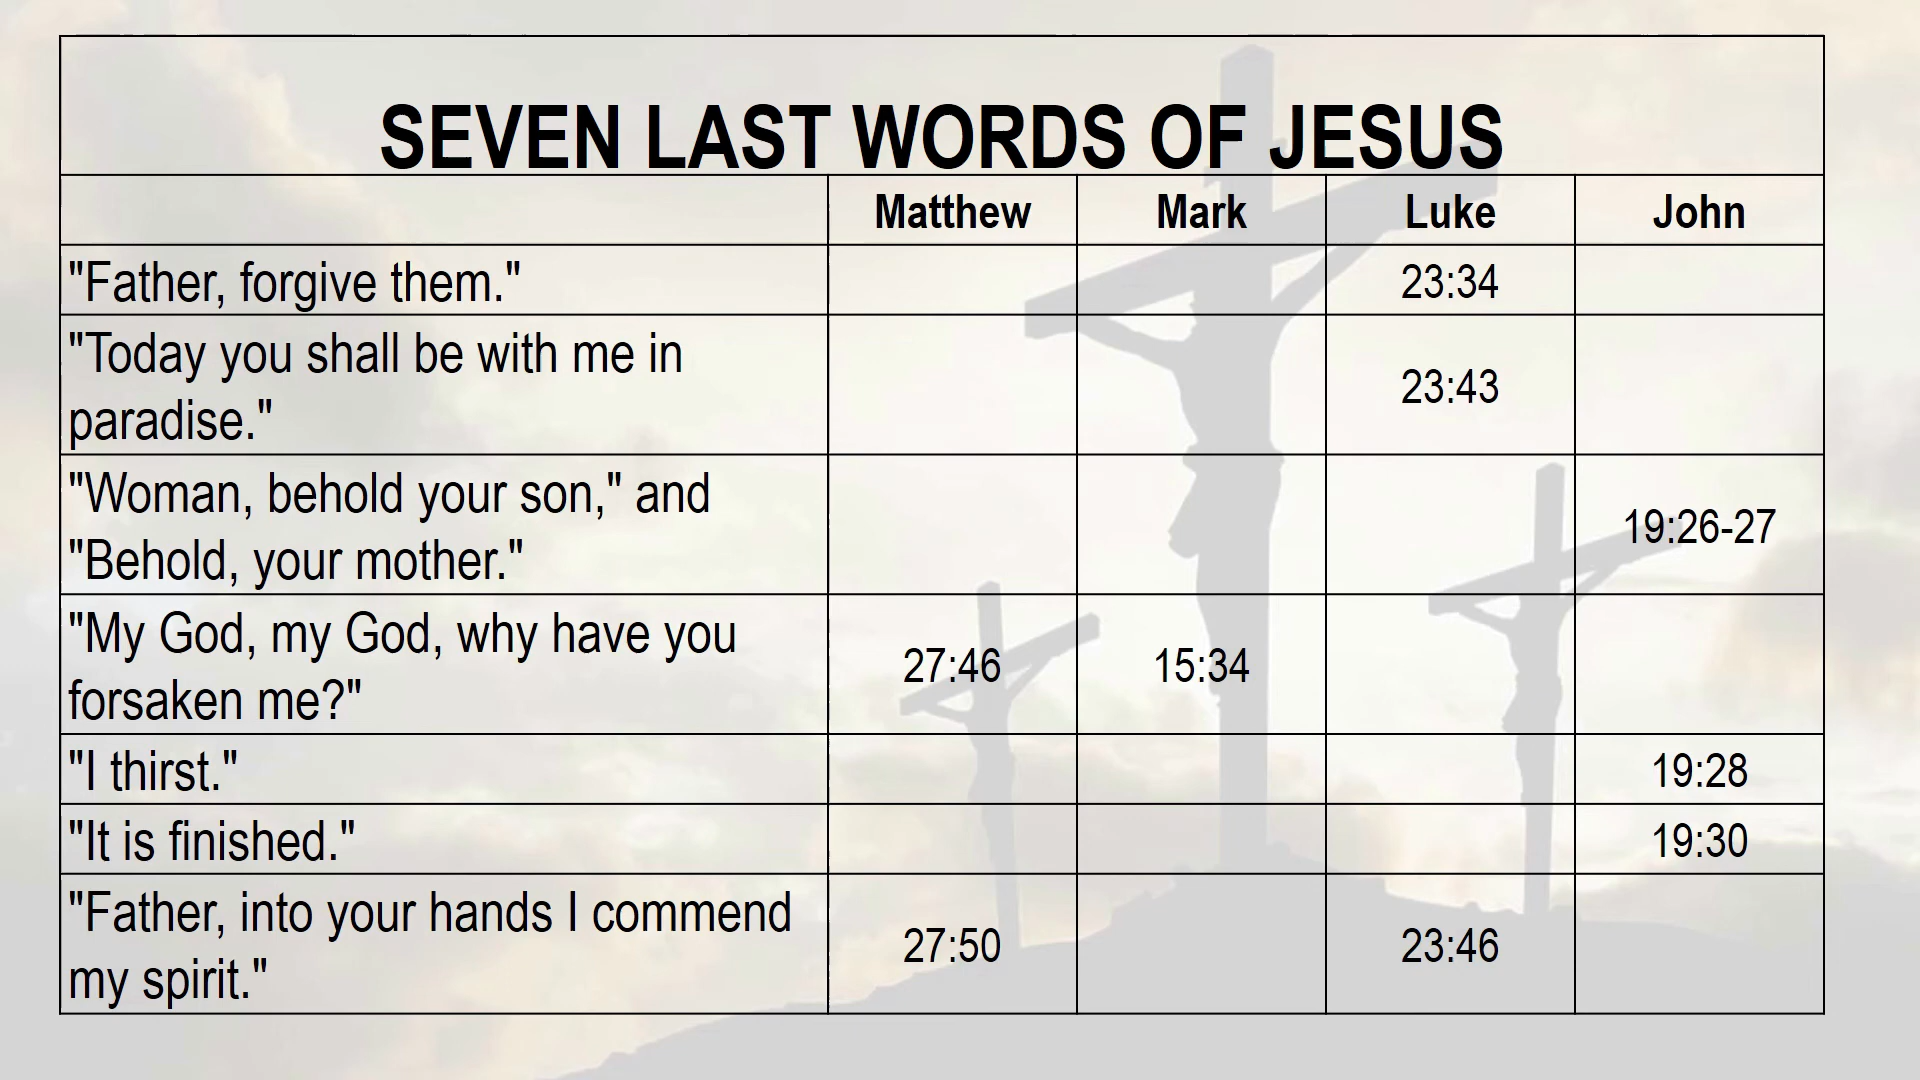 SEVEN LAST WORDS OF JESUS
Matthew Mark Luke John
"Father, forgive them." 23:34
"Today you shall be with me in
paradise." 23:43
"Woman, behold your son," and
"Behold, your mother." 19:26-27
"My God, my God, why have you
forsaken me?" 27:46 15:34
"I thirst." 19:28
"It is finished." 19:30
"Father, into your hands I commend
my spirit." 27:50 23:46